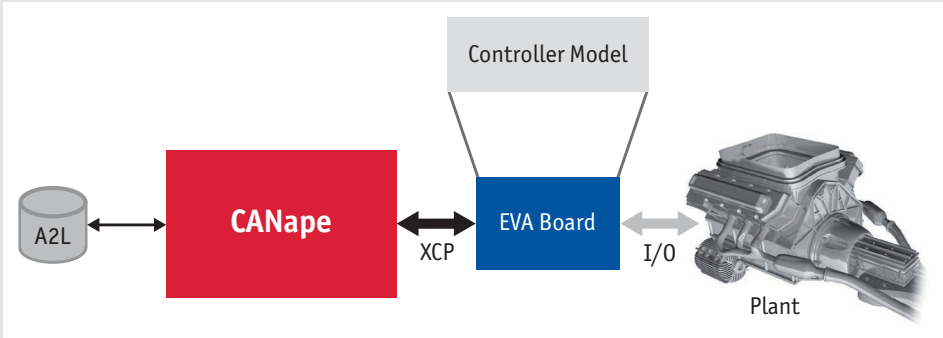 Controller Model
A2L
CANape
XCP
EVA Board
I/O
Plant